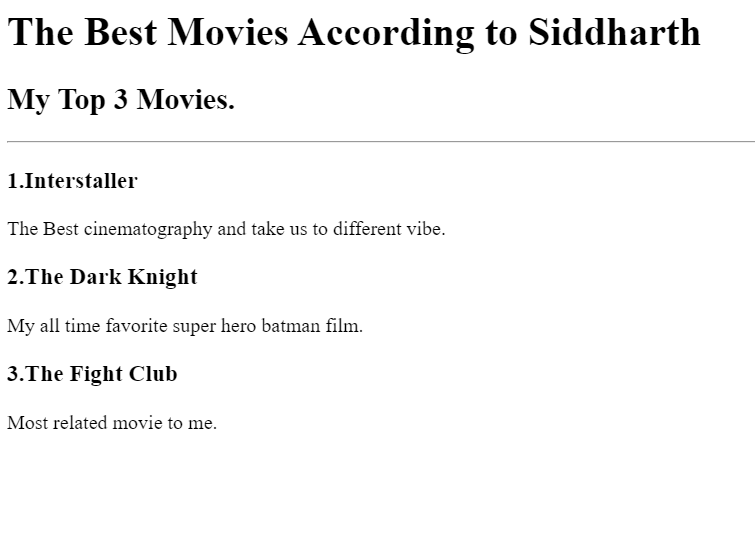 The Best Movies According to Siddharth
My Top 3 Movies.
1.Interstaller
The Best cinematography and take us to different vibe.
2.The Dark Knight
My all time favorite super hero batman film.
3.The Fight Club
Most related movie to me.